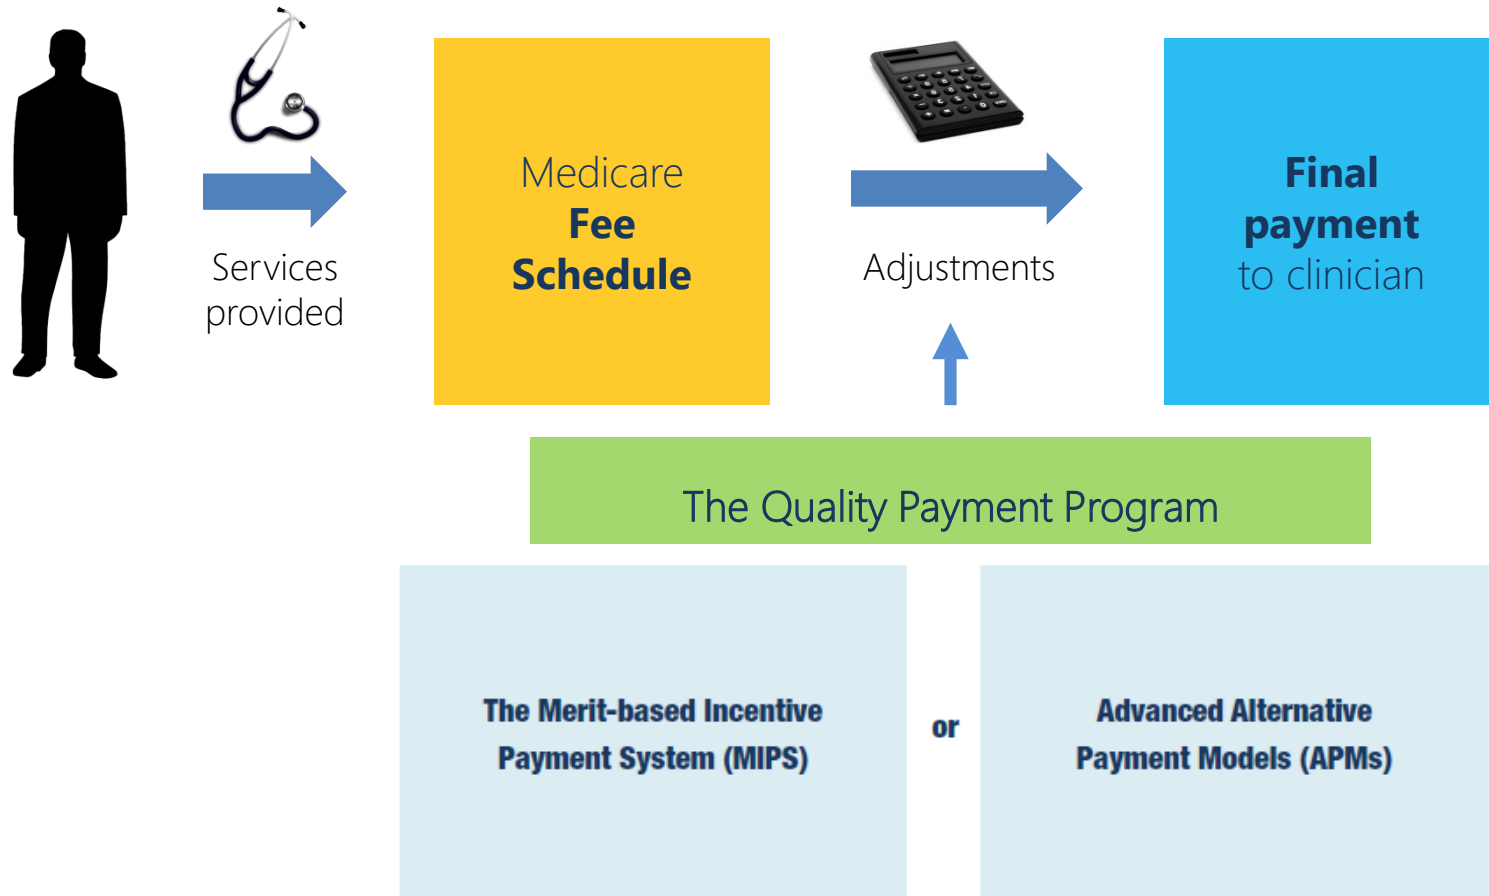 Services
provided
Medicare
Fee
Schedule
Adjustments
Final
payment
to clinician
The Quality Payment Program
The Merit-based Incentive
Payment System (MIPS)
or
Advanced Alternative
Payment Models (APMs)